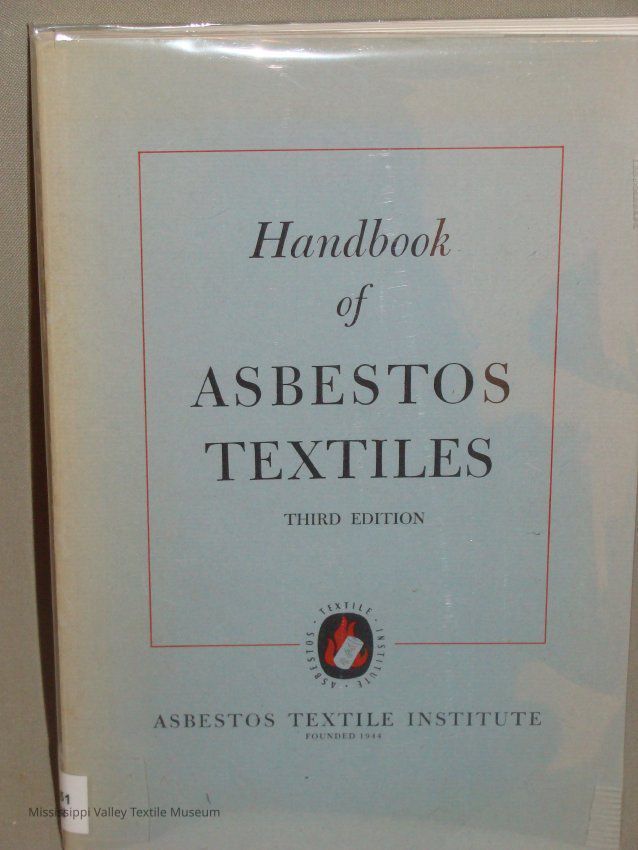 Handbook
of
ASBESTOS
TEXTILES
THIRD EDITION
ASBESTOS · TEXTILE · INSTITUTE ·
ASBESTOS TEXTILE INSTITUTE
FOUNDED 1944
Mississippi Valley Textile Museum